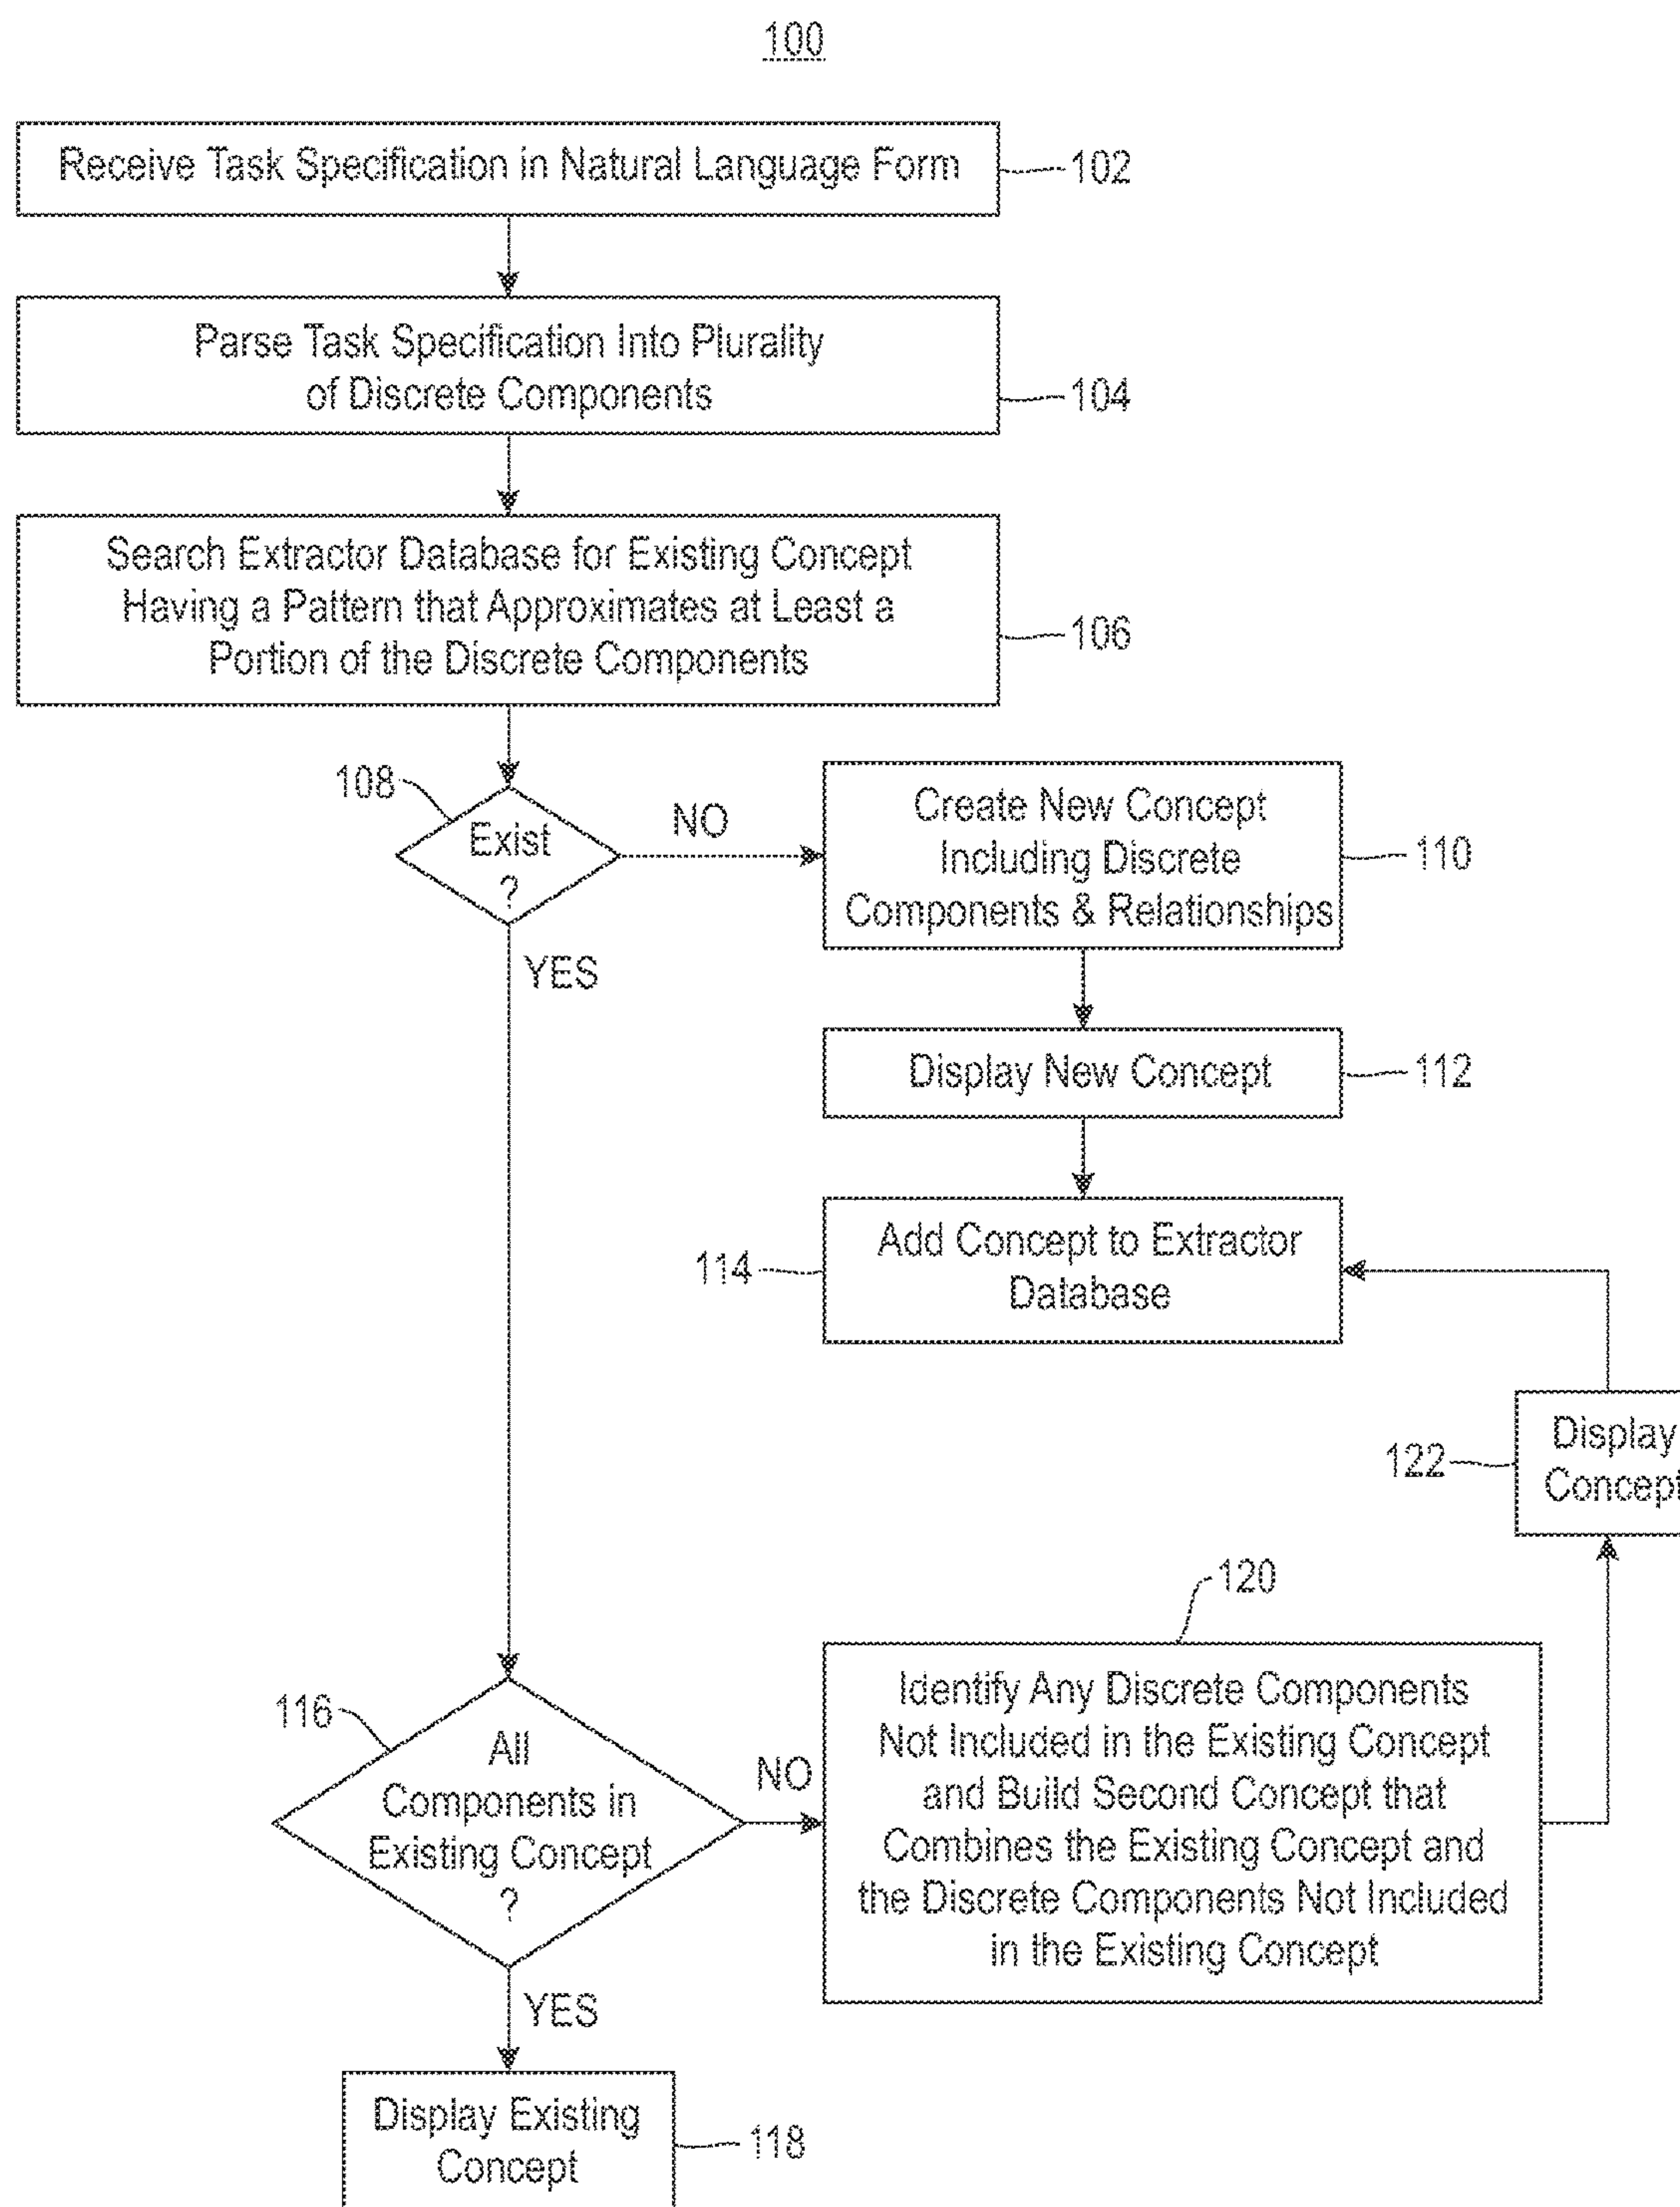 100
Receive Task Specification in Natural Language Form
102
Parse Task Specification Into Plurality
of Discrete Components
104
Search Extractor Database for Existing Concept
Having a Pattern that Approximates at Least a
Portion of the Discrete Components
106
108
Exist
?
NO
YES
Create New Concept
Including Discrete
Components & Relationships
110
Display New Concept
112
Add Concept to Extractor
Database
114
Display
Concept
122
120
116
All
Components in
Existing Concept
?
NO
Identify Any Discrete Components
Not Included in the Existing Concept
and Build Second Concept that
Combines the Existing Concept and
the Discrete Components Not Included
in the Existing Concept
YES
Display Existing
Concept
118